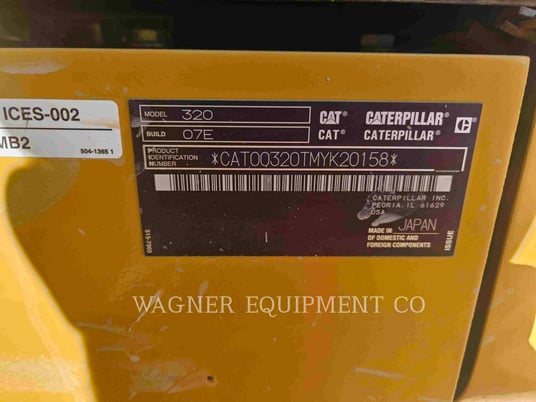 ICES-002
MB2
504-1365 1
MODEL 320 CAT® CATERPILLAR®
BUILD 07E CAT® CATERPILLAR®
PRODUCT IDENTIFICATION NUMBER *CAT00320TMYK20158*
CATERPILLAR INC.
PEORIA, IL 61629
USA
MADE IN JAPAN
OF DOMESTIC AND
FOREIGN COMPONENTS
ISSUE
WAGNER EQUIPMENT CO